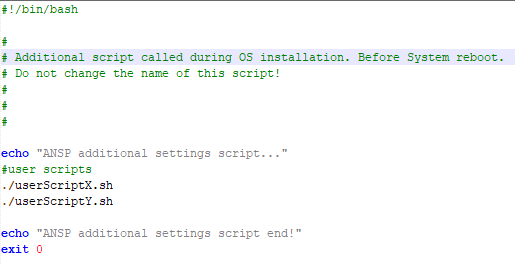 #!/bin/bash
#
# Additional script called during OS installation. Before System reboot.
# Do not change the name of this script!
#
#
#
echo "ANSP additional settings script..."
#user scripts
./userScriptX.sh
./userScriptY.sh
echo "ANSP additional settings script end!"
exit 0